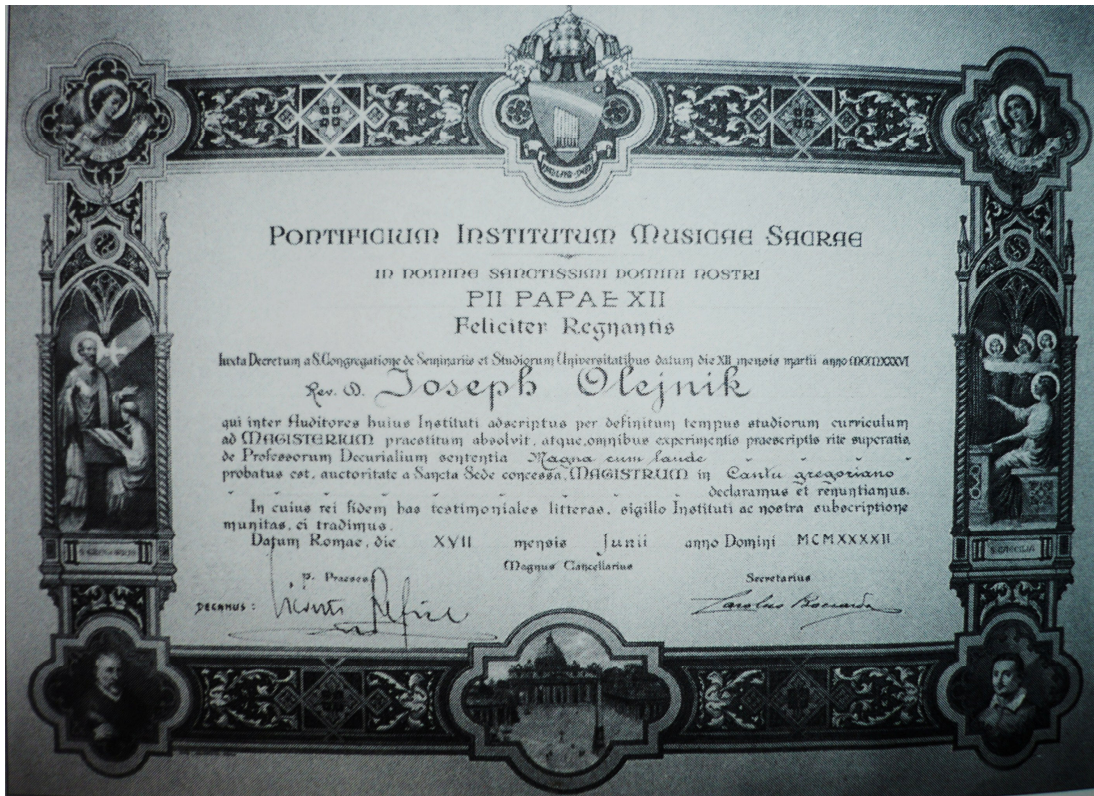 PONTIFICIUM INSTITUTUM MUSICAE SACRAE
IN NOMINE SANCTISSIMI DOMINI NOSTRI
PII PAPAE XII
Feliciter Regnantis
Iuxta Decretum a S. Congregatione de Seminariis et Studiorum Universitatibus datum die XII mensis martii anno MCMXXXVI
Rev. D. Joseph Olejnik
qui inter Auditores huius Instituti adscriptus per definitum tempus studiorum curriculum
ad MAGISTERIUM praestitum absolvit, atque, omnibus experimentis praescriptis rite superatis,
de Professorum Decurialium sententia Magna cum laude
probatus est, auctoritate a Sancta Sede concessa, MAGISTRUM in Cantu gregoriano
declaramus et renuntiamus.
In cuius rei fidem has testimoniales litteras, sigillo Instituti ac nostra subscriptione
munitas, ei tradimus.
Datum Romae, die XVII mensis Junii anno Domini MCMXXXXII
Magnus Cancellarius
p. Praeses
Secretarius
DECANUS:
S. GREGORIUS
S. CAECILIA